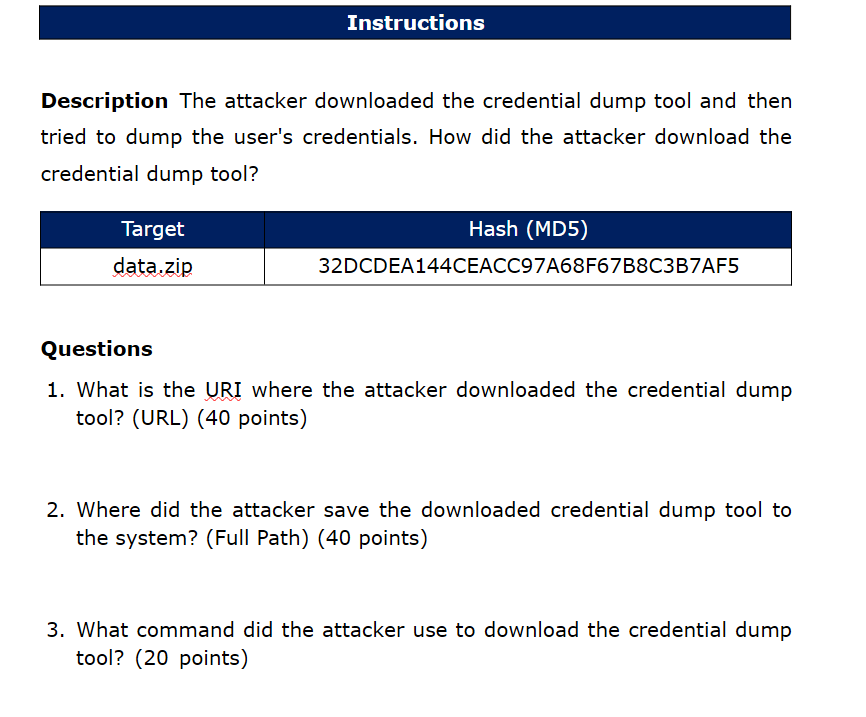 Instructions
Description The attacker downloaded the credential dump tool and then
tried to dump the user's credentials. How did the attacker download the
credential dump tool?
Target Hash (MD5)
data.zip 32DCDEA144CEACC97A68F67B8C3B7AF5
Questions
1. What is the URI where the attacker downloaded the credential dump
tool? (URL) (40 points)
2. Where did the attacker save the downloaded credential dump tool to
the system? (Full Path) (40 points)
3. What command did the attacker use to download the credential dump
tool? (20 points)